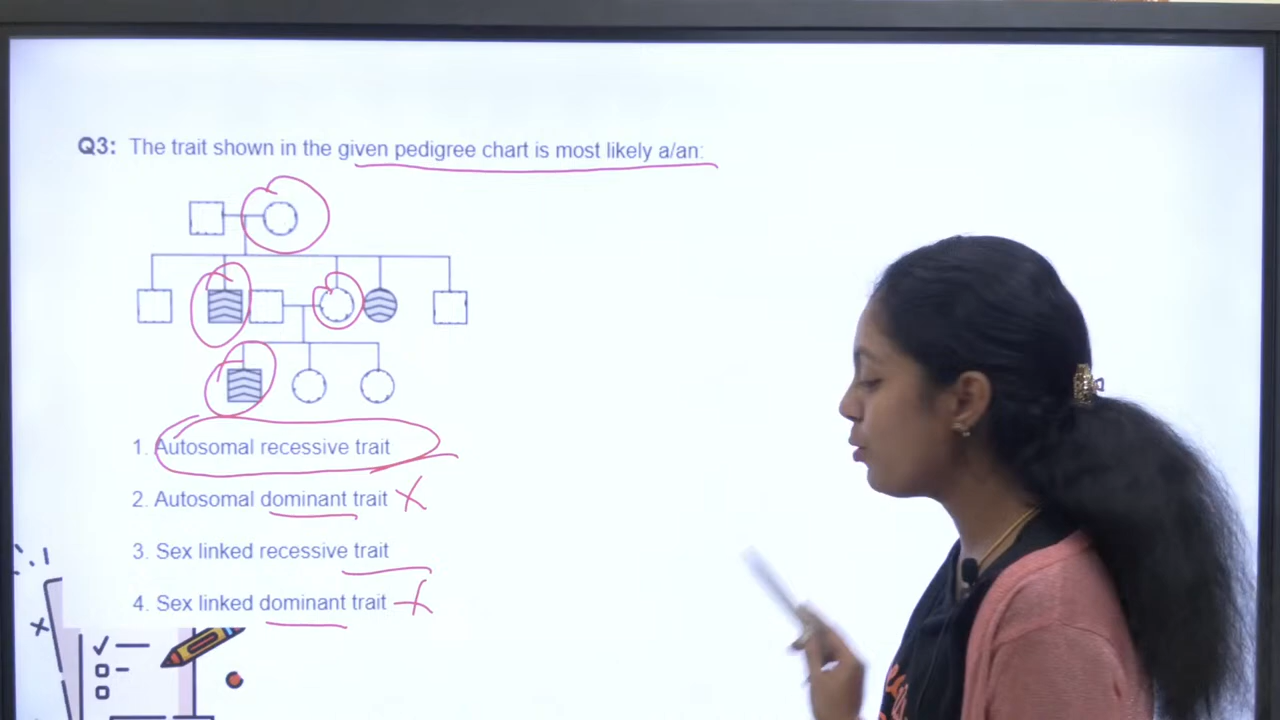 Q3: The trait shown in the given pedigree chart is most likely a/an:
1. Autosomal recessive trait
2. Autosomal dominant trait
3. Sex linked recessive trait
4. Sex linked dominant trait